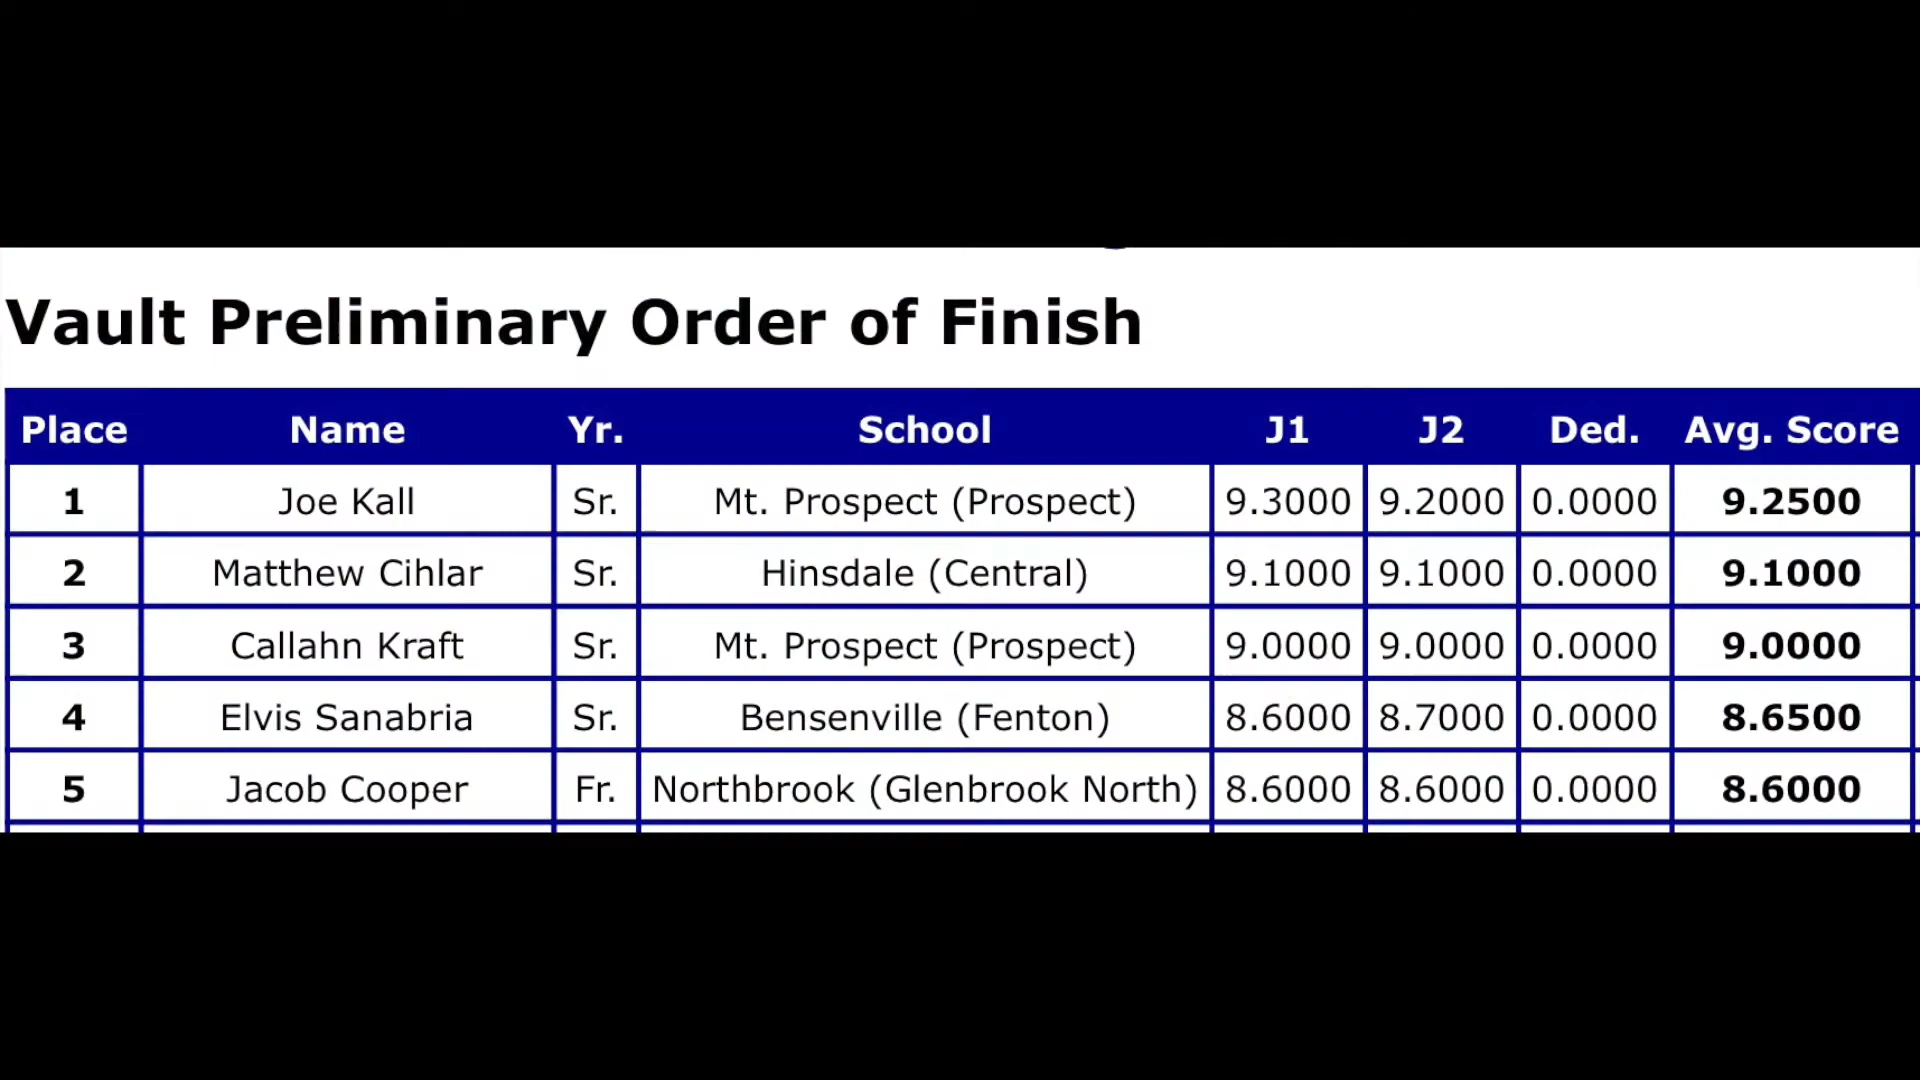 Vault Preliminary Order of Finish
Place Name Yr. School J1 J2 Ded. Avg. Score
1 Joe Kall Sr. Mt. Prospect (Prospect) 9.3000 9.2000 0.0000 9.2500
2 Matthew Cihlar Sr. Hinsdale (Central) 9.1000 9.1000 0.0000 9.1000
3 Callahn Kraft Sr. Mt. Prospect (Prospect) 9.0000 9.0000 0.0000 9.0000
4 Elvis Sanabria Sr. Bensenville (Fenton) 8.6000 8.7000 0.0000 8.6500
5 Jacob Cooper Fr. Northbrook (Glenbrook North) 8.6000 8.6000 0.0000 8.6000